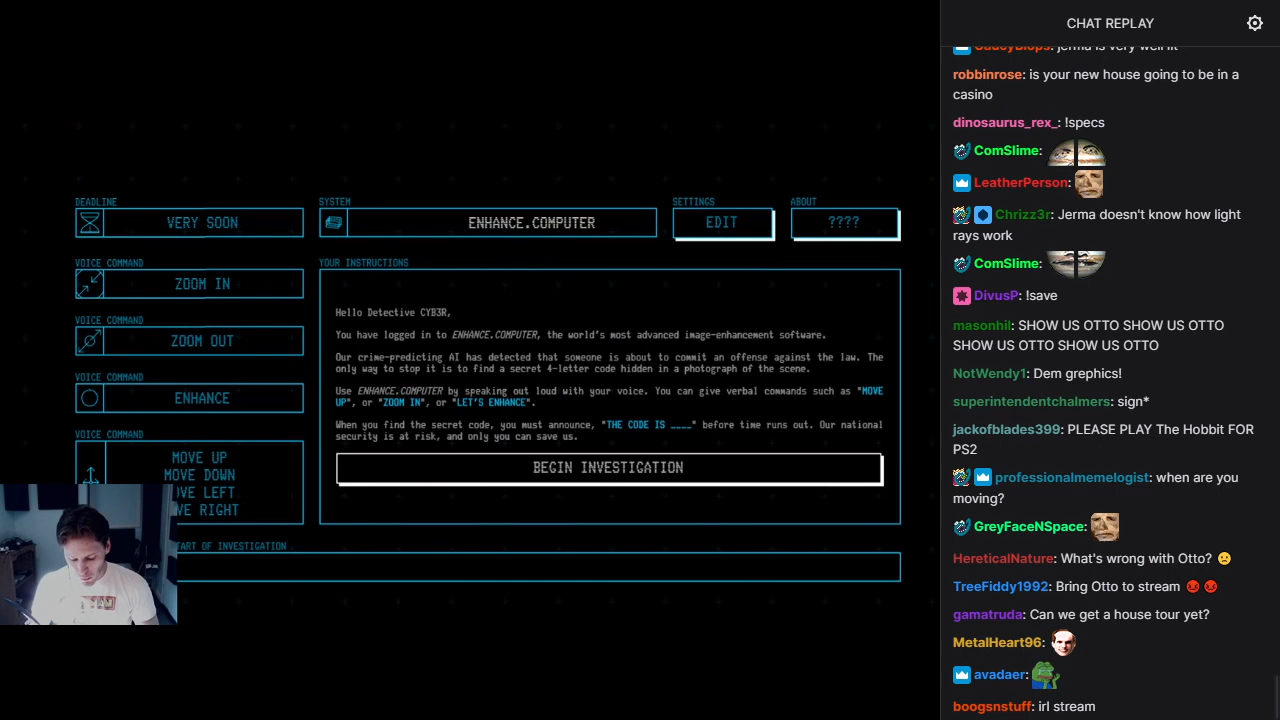 DEADLINE
VERY SOON
SYSTEM
ENHANCE.COMPUTER
SETTINGS
EDIT
ABOUT
????
VOICE COMMAND
ZOOM IN
VOICE COMMAND
ZOOM OUT
VOICE COMMAND
ENHANCE
VOICE COMMAND
MOVE UP
MOVE DOWN
OVE LEFT
VE RIGHT
YOUR INSTRUCTIONS
Hello Detective CYB3R,
You have logged in to ENHANCE.COMPUTER, the world's most advanced image-enhancement software.
Our crime-predicting AI has detected that someone is about to commit an offense against the law. The
only way to stop it is to find a secret 4-letter code hidden in a photograph of the scene.
Use ENHANCE.COMPUTER by speaking out loud with your voice. You can give verbal commands such as "MOVE
UP", or "ZOOM IN", or "LET'S ENHANCE".
When you find the secret code, you must announce, "THE CODE IS ____" before time runs out. Our national
security is at risk, and only you can save us.
BEGIN INVESTIGATION
TART OF INVESTIGATION
CHAT REPLAY
jerma is very well lit
robbinrose: is your new house going to be in a
casino
dinosaurus_rex_: !specs
ComSlime:
LeatherPerson:
Chrizz3r: Jerma doesn't know how light
rays work
ComSlime:
DivusP: !save
masonhil: SHOW US OTTO SHOW US OTTO
SHOW US OTTO SHOW US OTTO
NotWendy1: Dem grephics!
superintendentchalmers: sign*
jackofblades399: PLEASE PLAY The Hobbit FOR
PS2
professionalmemelogist: when are you
moving?
GreyFaceNSpace:
HereticalNature: What's wrong with Otto? 🙁
TreeFiddy1992: Bring Otto to stream 😡 😡
gamatruda: Can we get a house tour yet?
MetalHeart96:
avadaer:
boogsnstuff: irl stream